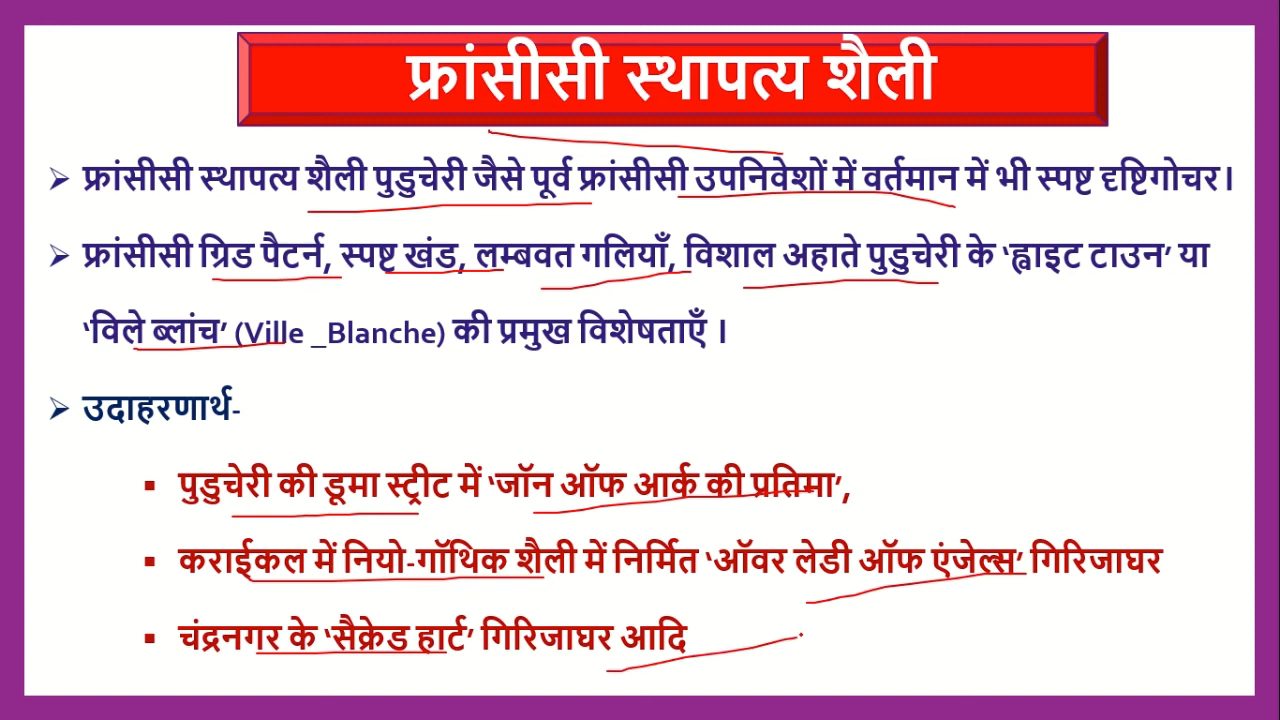 फ्रांसीसी स्थापत्य शैली
➢ फ्रांसीसी स्थापत्य शैली पुडुचेरी जैसे पूर्व फ्रांसीसी उपनिवेशों में वर्तमान में भी स्पष्ट दृष्टिगोचर।
➢ फ्रांसीसी ग्रिड पैटर्न, स्पष्ट खंड, लम्बवत गलियाँ, विशाल अहाते पुडुचेरी के ‘ह्वाइट टाउन’ या
‘विले ब्लांच’ (Ville _Blanche) की प्रमुख विशेषताएँ ।
➢ उदाहरणार्थ-
▪ पुडुचेरी की डूमा स्ट्रीट में ‘जॉन ऑफ आर्क की प्रतिमा’,
▪ कराईकल में नियो-गॉथिक शैली में निर्मित ‘ऑवर लेडी ऑफ एंजेल्स’ गिरिजाघर
▪ चंद्रनगर के ‘सैक्रेड हार्ट’ गिरिजाघर आदि